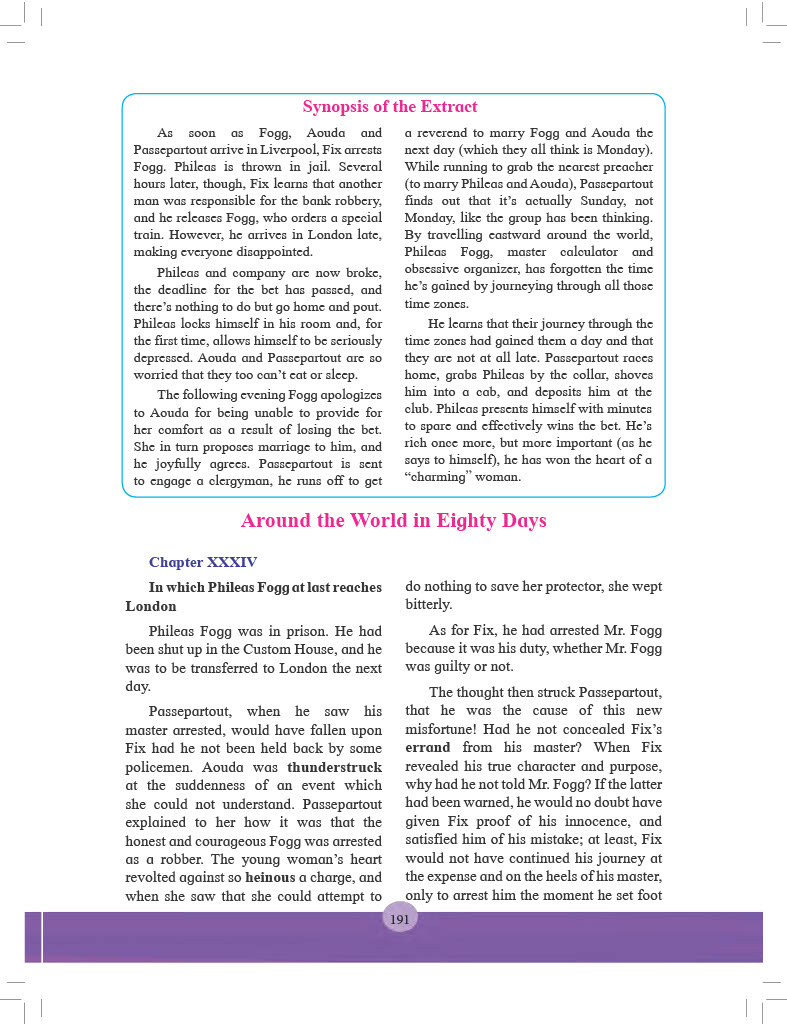 Synopsis of the Extract
As soon as Fogg, Aouda and
Passepartout arrive in Liverpool, Fix arrests
Fogg. Phileas is thrown in jail. Several
hours later, though, Fix learns that another
man was responsible for the bank robbery,
and he releases Fogg, who orders a special
train. However, he arrives in London late,
making everyone disappointed.
Phileas and company are now broke,
the deadline for the bet has passed, and
there's nothing to do but go home and pout.
Phileas locks himself in his room and, for
the first time, allows himself to be seriously
depressed. Aouda and Passepartout are so
worried that they too can't eat or sleep.
The following evening Fogg apologizes
to Aouda for being unable to provide for
her comfort as a result of losing the bet.
She in turn proposes marriage to him, and
he joyfully agrees. Passepartout is sent
to engage a clergyman, he runs off to get
a reverend to marry Fogg and Aouda the
next day (which they all think is Monday).
While running to grab the nearest preacher
(to marry Phileas and Aouda), Passepartout
finds out that it's actually Sunday, not
Monday, like the group has been thinking.
By travelling eastward around the world,
Phileas Fogg, master calculator and
obsessive organizer, has forgotten the time
he's gained by journeying through all those
time zones.
He learns that their journey through the
time zones had gained them a day and that
they are not at all late. Passepartout races
home, grabs Phileas by the collar, shoves
him into a cab, and deposits him at the
club. Phileas presents himself with minutes
to spare and effectively wins the bet. He's
rich once more, but more important (as he
says to himself), he has won the heart of a
“charming” woman.
Around the World in Eighty Days
Chapter XXXIV
In which Phileas Fogg at last reaches
London
Phileas Fogg was in prison. He had
been shut up in the Custom House, and he
was to be transferred to London the next
day.
Passepartout, when he saw his
master arrested, would have fallen upon
Fix had he not been held back by some
policemen. Aouda was thunderstruck
at the suddenness of an event which
she could not understand. Passepartout
explained to her how it was that the
honest and courageous Fogg was arrested
as a robber. The young woman's heart
revolted against so heinous a charge, and
when she saw that she could attempt to
do nothing to save her protector, she wept
bitterly.
As for Fix, he had arrested Mr. Fogg
because it was his duty, whether Mr. Fogg
was guilty or not.
The thought then struck Passepartout,
that he was the cause of this new
misfortune! Had he not concealed Fix's
errand from his master? When Fix
revealed his true character and purpose,
why had he not told Mr. Fogg? If the latter
had been warned, he would no doubt have
given Fix proof of his innocence, and
satisfied him of his mistake; at least, Fix
would not have continued his journey at
the expense and on the heels of his master,
only to arrest him the moment he set foot
191